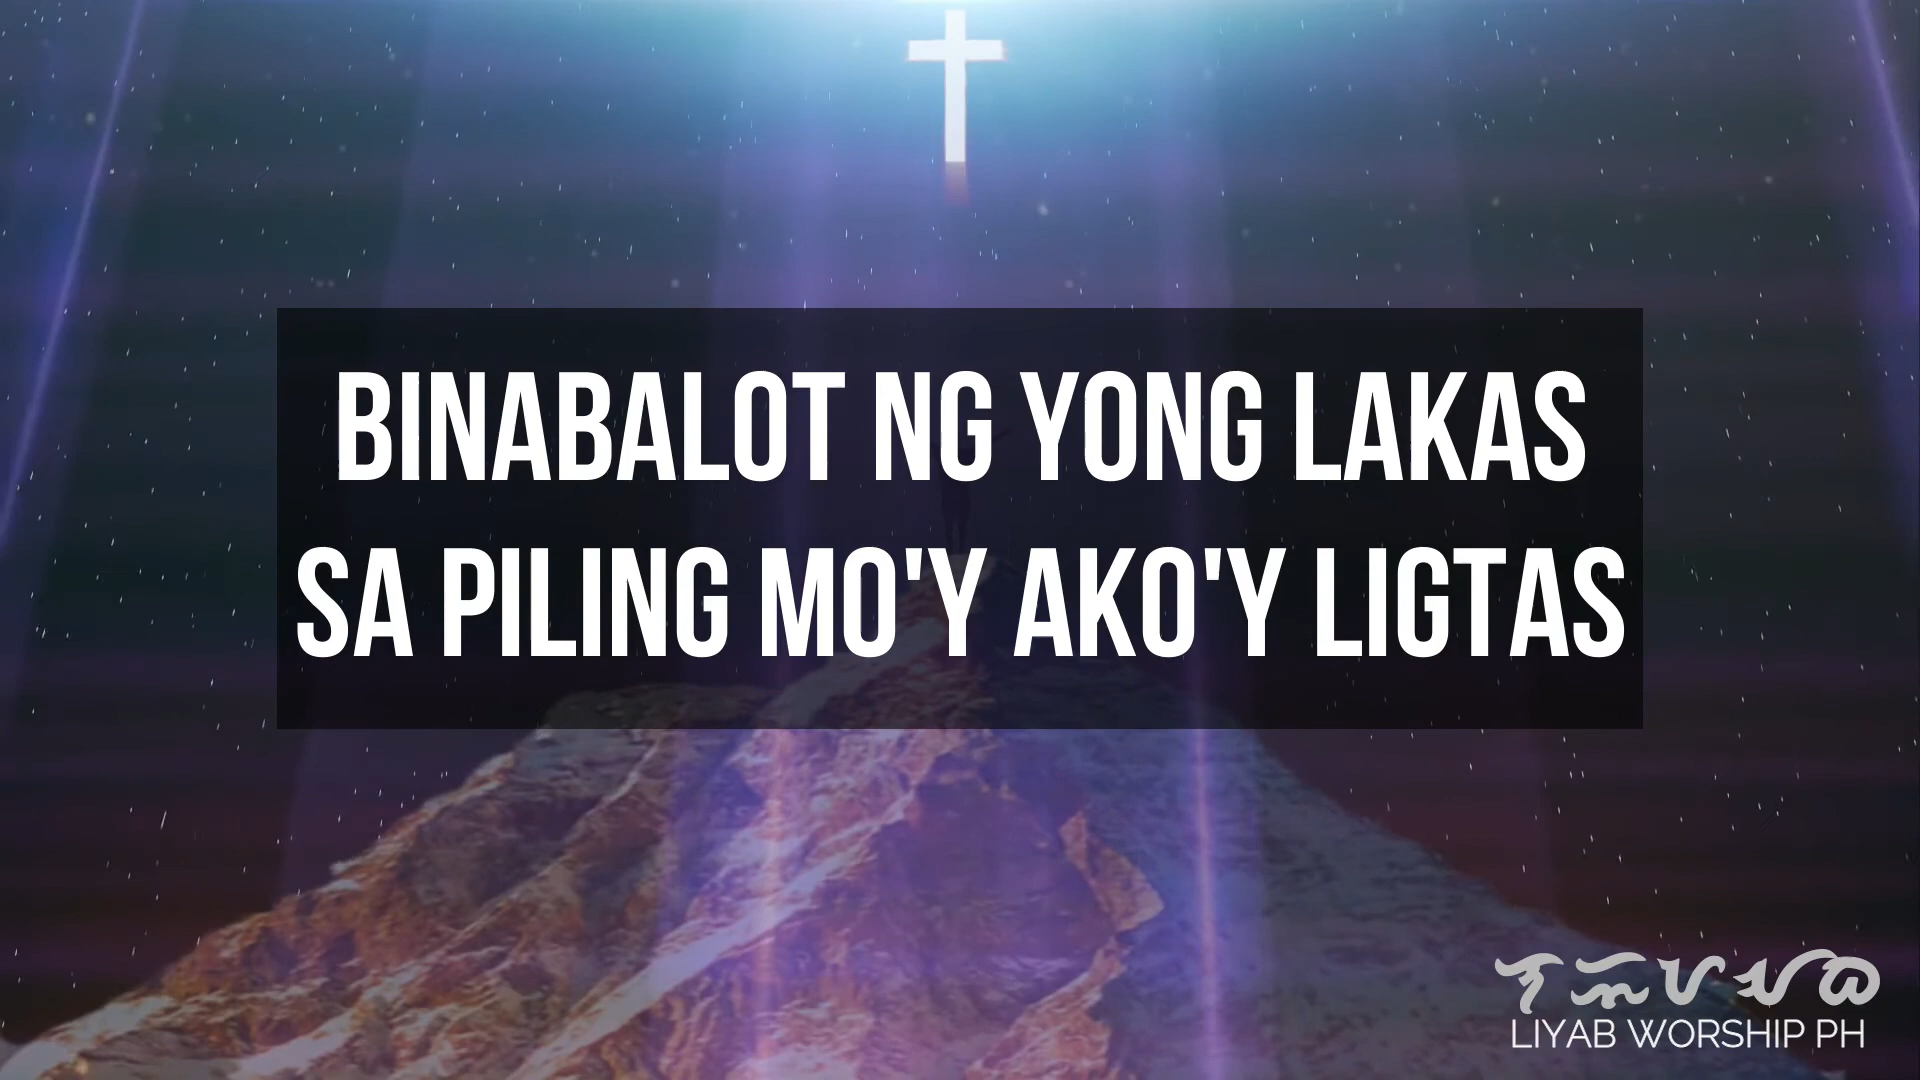 BINABALOT NG YONG LAKAS
SA PILING MO'Y AKO'Y LIGTAS
LIYAB WORSHIP PH